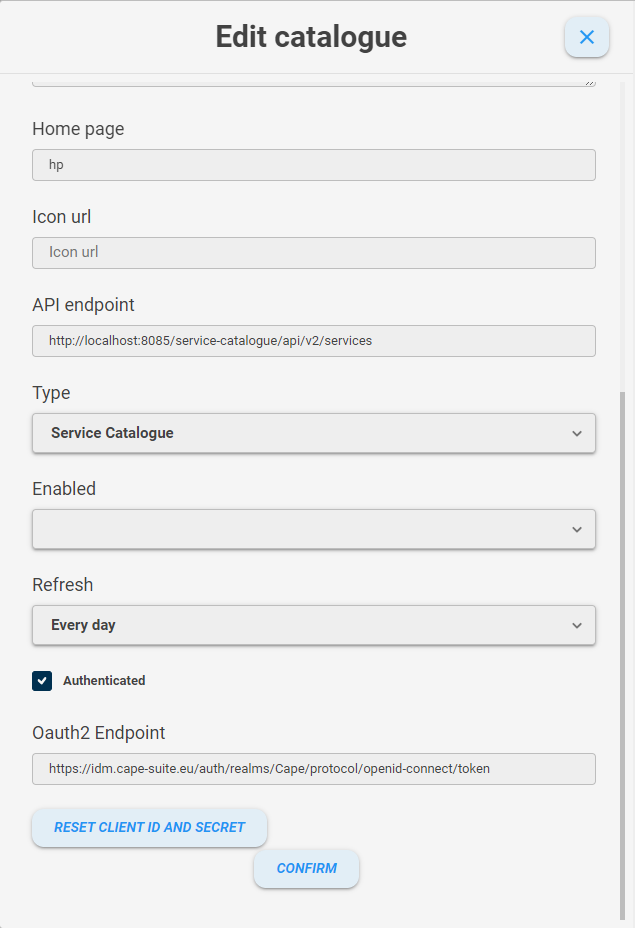 Edit catalogue
Home page
hp
Icon url
Icon url
API endpoint
http://localhost:8085/service-catalogue/api/v2/services
Type
Service Catalogue
Enabled
Refresh
Every day
Authenticated
Oauth2 Endpoint
https://idm.cape-suite.eu/auth/realms/Cape/protocol/openid-connect/token
RESET CLIENT ID AND SECRET
CONFIRM